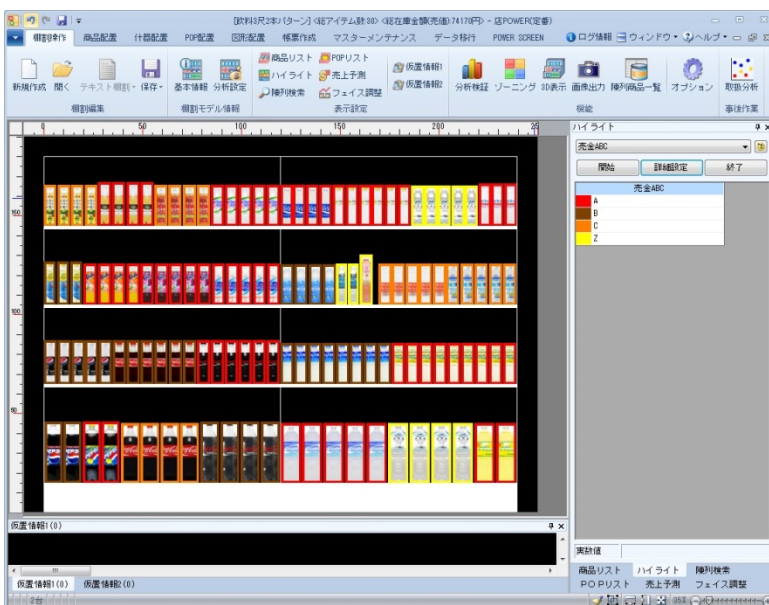 [飲料3尺2本パターン] <総アイテム数:30> <総在庫金額(売価):74170円> - 店POWER(定番)
棚割操作 商品配置 什器配置 POP配置 図形配置 帳票作成 マスターメンテナンス データ移行 POWER SCREEN ログ情報 ウィンドウ ヘルプ
商品リスト POPリスト 仮置情報1
ハイライト 売上予測 仮置情報2
陳列検索 フェイス調整
新規作成 開く テキスト棚割 保存 基本情報 分析設定 分析検証 ゾーニング 3D表示 画像出力 陳列商品一覧 オプション 取扱分析
棚割編集 棚割モデル情報 表示設定 機能 事後作業
0 50 100 150 200
150
100
50
ハイライト
売金ABC
開始 詳細設定 終了
売金ABC
A
B
C
Z
仮置情報1(0)
実数値
商品リスト ハイライト 陳列検索
POPリスト 売上予測 フェイス調整
仮置情報1(0) 仮置情報2(0)
2台
35%